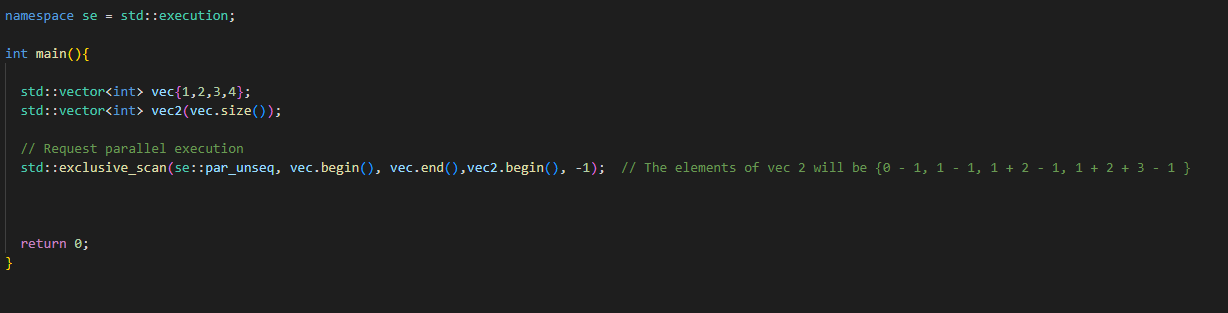 namespace se = std::execution;
int main(){
std::vector<int> vec{1,2,3,4};
std::vector<int> vec2(vec.size());
// Request parallel execution
std::exclusive_scan(se::par_unseq, vec.begin(), vec.end(),vec2.begin(), -1);  // The elements of vec 2 will be {0 - 1, 1 - 1, 1 + 2 - 1, 1 + 2 + 3 - 1 }
return 0;
}